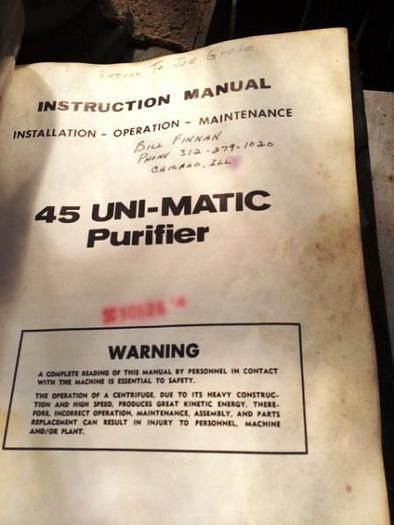 Return To Joe Grode
INSTRUCTION MANUAL
INSTALLATION - OPERATION - MAINTENANCE
BILL FINNAN
PHONE 312-279-1020
CHICAGO, ILL
45 UNI-MATIC
Purifier
WARNING
A COMPLETE READING OF THIS MANUAL BY PERSONNEL IN CONTACT
WITH THE MACHINE IS ESSENTIAL TO SAFETY.
THE OPERATION OF A CENTRIFUGE, DUE TO ITS HEAVY CONSTRUC-
TION AND HIGH SPEED, PRODUCES GREAT KINETIC ENERGY. THERE-
FORE, INCORRECT OPERATION, MAINTENANCE, ASSEMBLY, AND PARTS
REPLACEMENT CAN RESULT IN INJURY TO PERSONNEL, MACHINE
AND/OR PLANT.